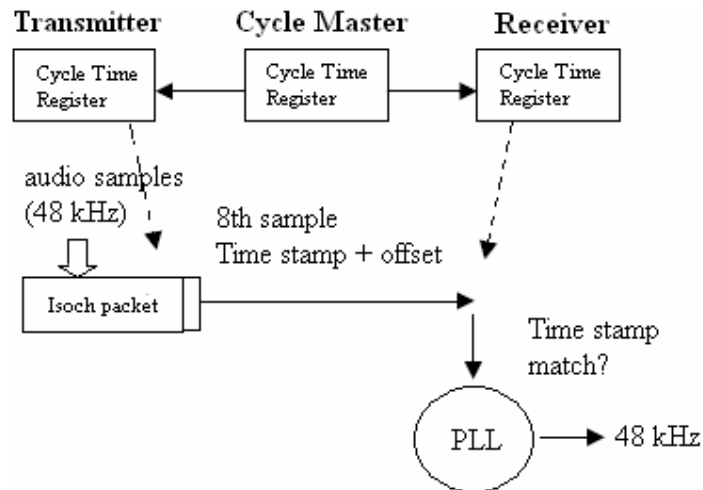 Transmitter
Cycle Master
Receiver
Cycle Time
Register
Cycle Time
Register
Cycle Time
Register
audio samples
(48 kHz)
8th sample
Time stamp + offset
Isoch packet
Time stamp
match?
PLL
48 kHz